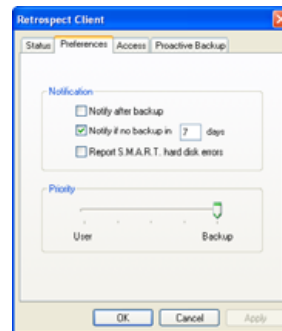 Retrospect Client
Status Preferences Access Proactive Backup
Notification
Notify after backup
Notify if no backup in 7 days
Report S.M.A.R.T. hard disk errors
Priority
User Backup
OK Cancel Apply